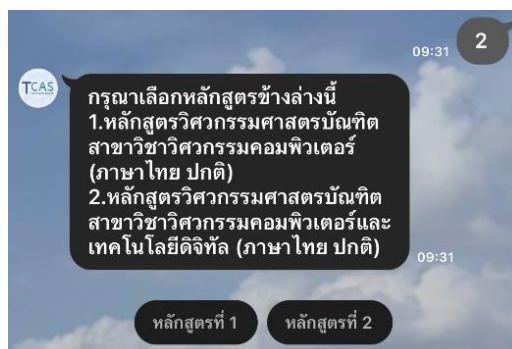 2
09:31
TCAS
กรุณาเลือกหลักสูตรข้างล่างนี้
1.หลักสูตรวิศวกรรมศาสตรบัณฑิต
สาขาวิชาวิศวกรรมคอมพิวเตอร์
(ภาษาไทย ปกติ)
2.หลักสูตรวิศวกรรมศาสตรบัณฑิต
สาขาวิชาวิศวกรรมคอมพิวเตอร์และ
เทคโนโลยีดิจิทัล (ภาษาไทย ปกติ)
09:31
หลักสูตรที่ 1
หลักสูตรที่ 2